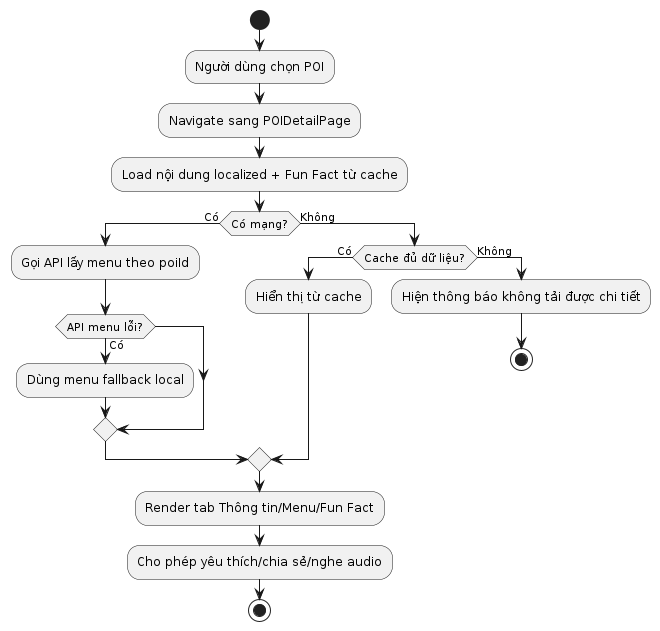 Người dùng chọn POI
Navigate sang POIDetailPage
Load nội dung localized + Fun Fact từ cache
Có
Có mạng?
Không
Gọi API lấy menu theo poiId
Có
Cache đủ dữ liệu?
Không
Hiển thị từ cache
Hiện thông báo không tải được chi tiết
API menu lỗi?
Có
Dùng menu fallback local
Render tab Thông tin/Menu/Fun Fact
Cho phép yêu thích/chia sẻ/nghe audio